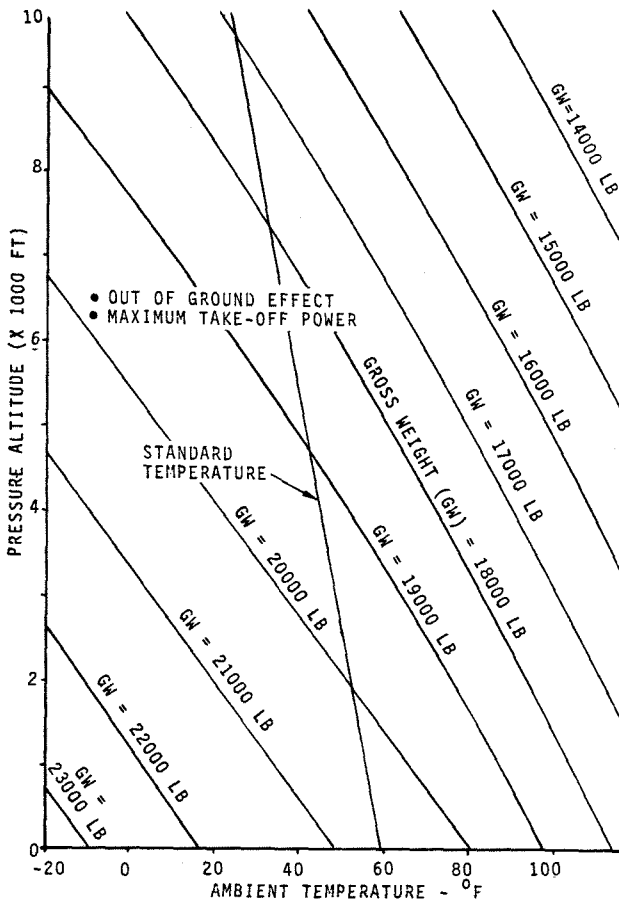 10
8
6
4
2
0
PRESSURE ALTITUDE (X 1000 FT)
● OUT OF GROUND EFFECT
● MAXIMUM TAKE-OFF POWER
STANDARD
TEMPERATURE
GW=14000 LB
GW = 15000 LB
GW = 16000 LB
GW = 17000 LB
GROSS WEIGHT (GW) = 18000 LB
GW = 19000 LB
GW = 20000 LB
GW = 21000 LB
GW = 22000 LB
GW =
23000 LB
-20
0
20
40
60
80
100
AMBIENT TEMPERATURE - °F